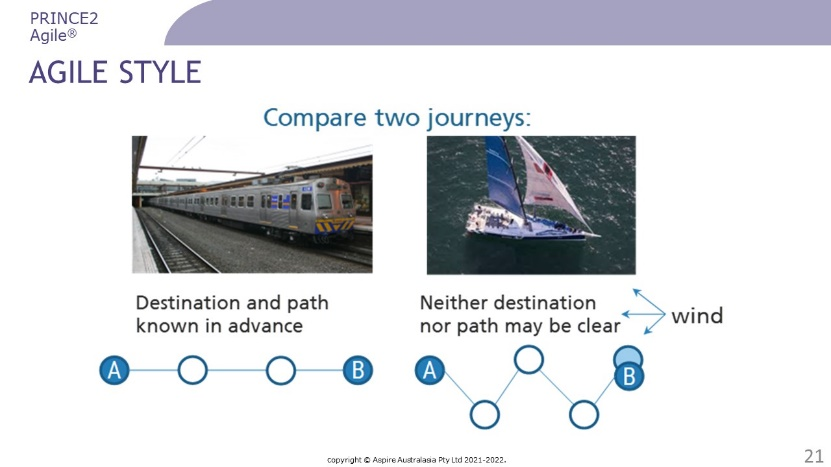 PRINCE2
Agile®
AGILE STYLE
Compare two journeys:
Destination and path
known in advance
Neither destination
nor path may be clear
wind
A
B
A
B
copyright © Aspire Australasia Pty Ltd 2021-2022.
21